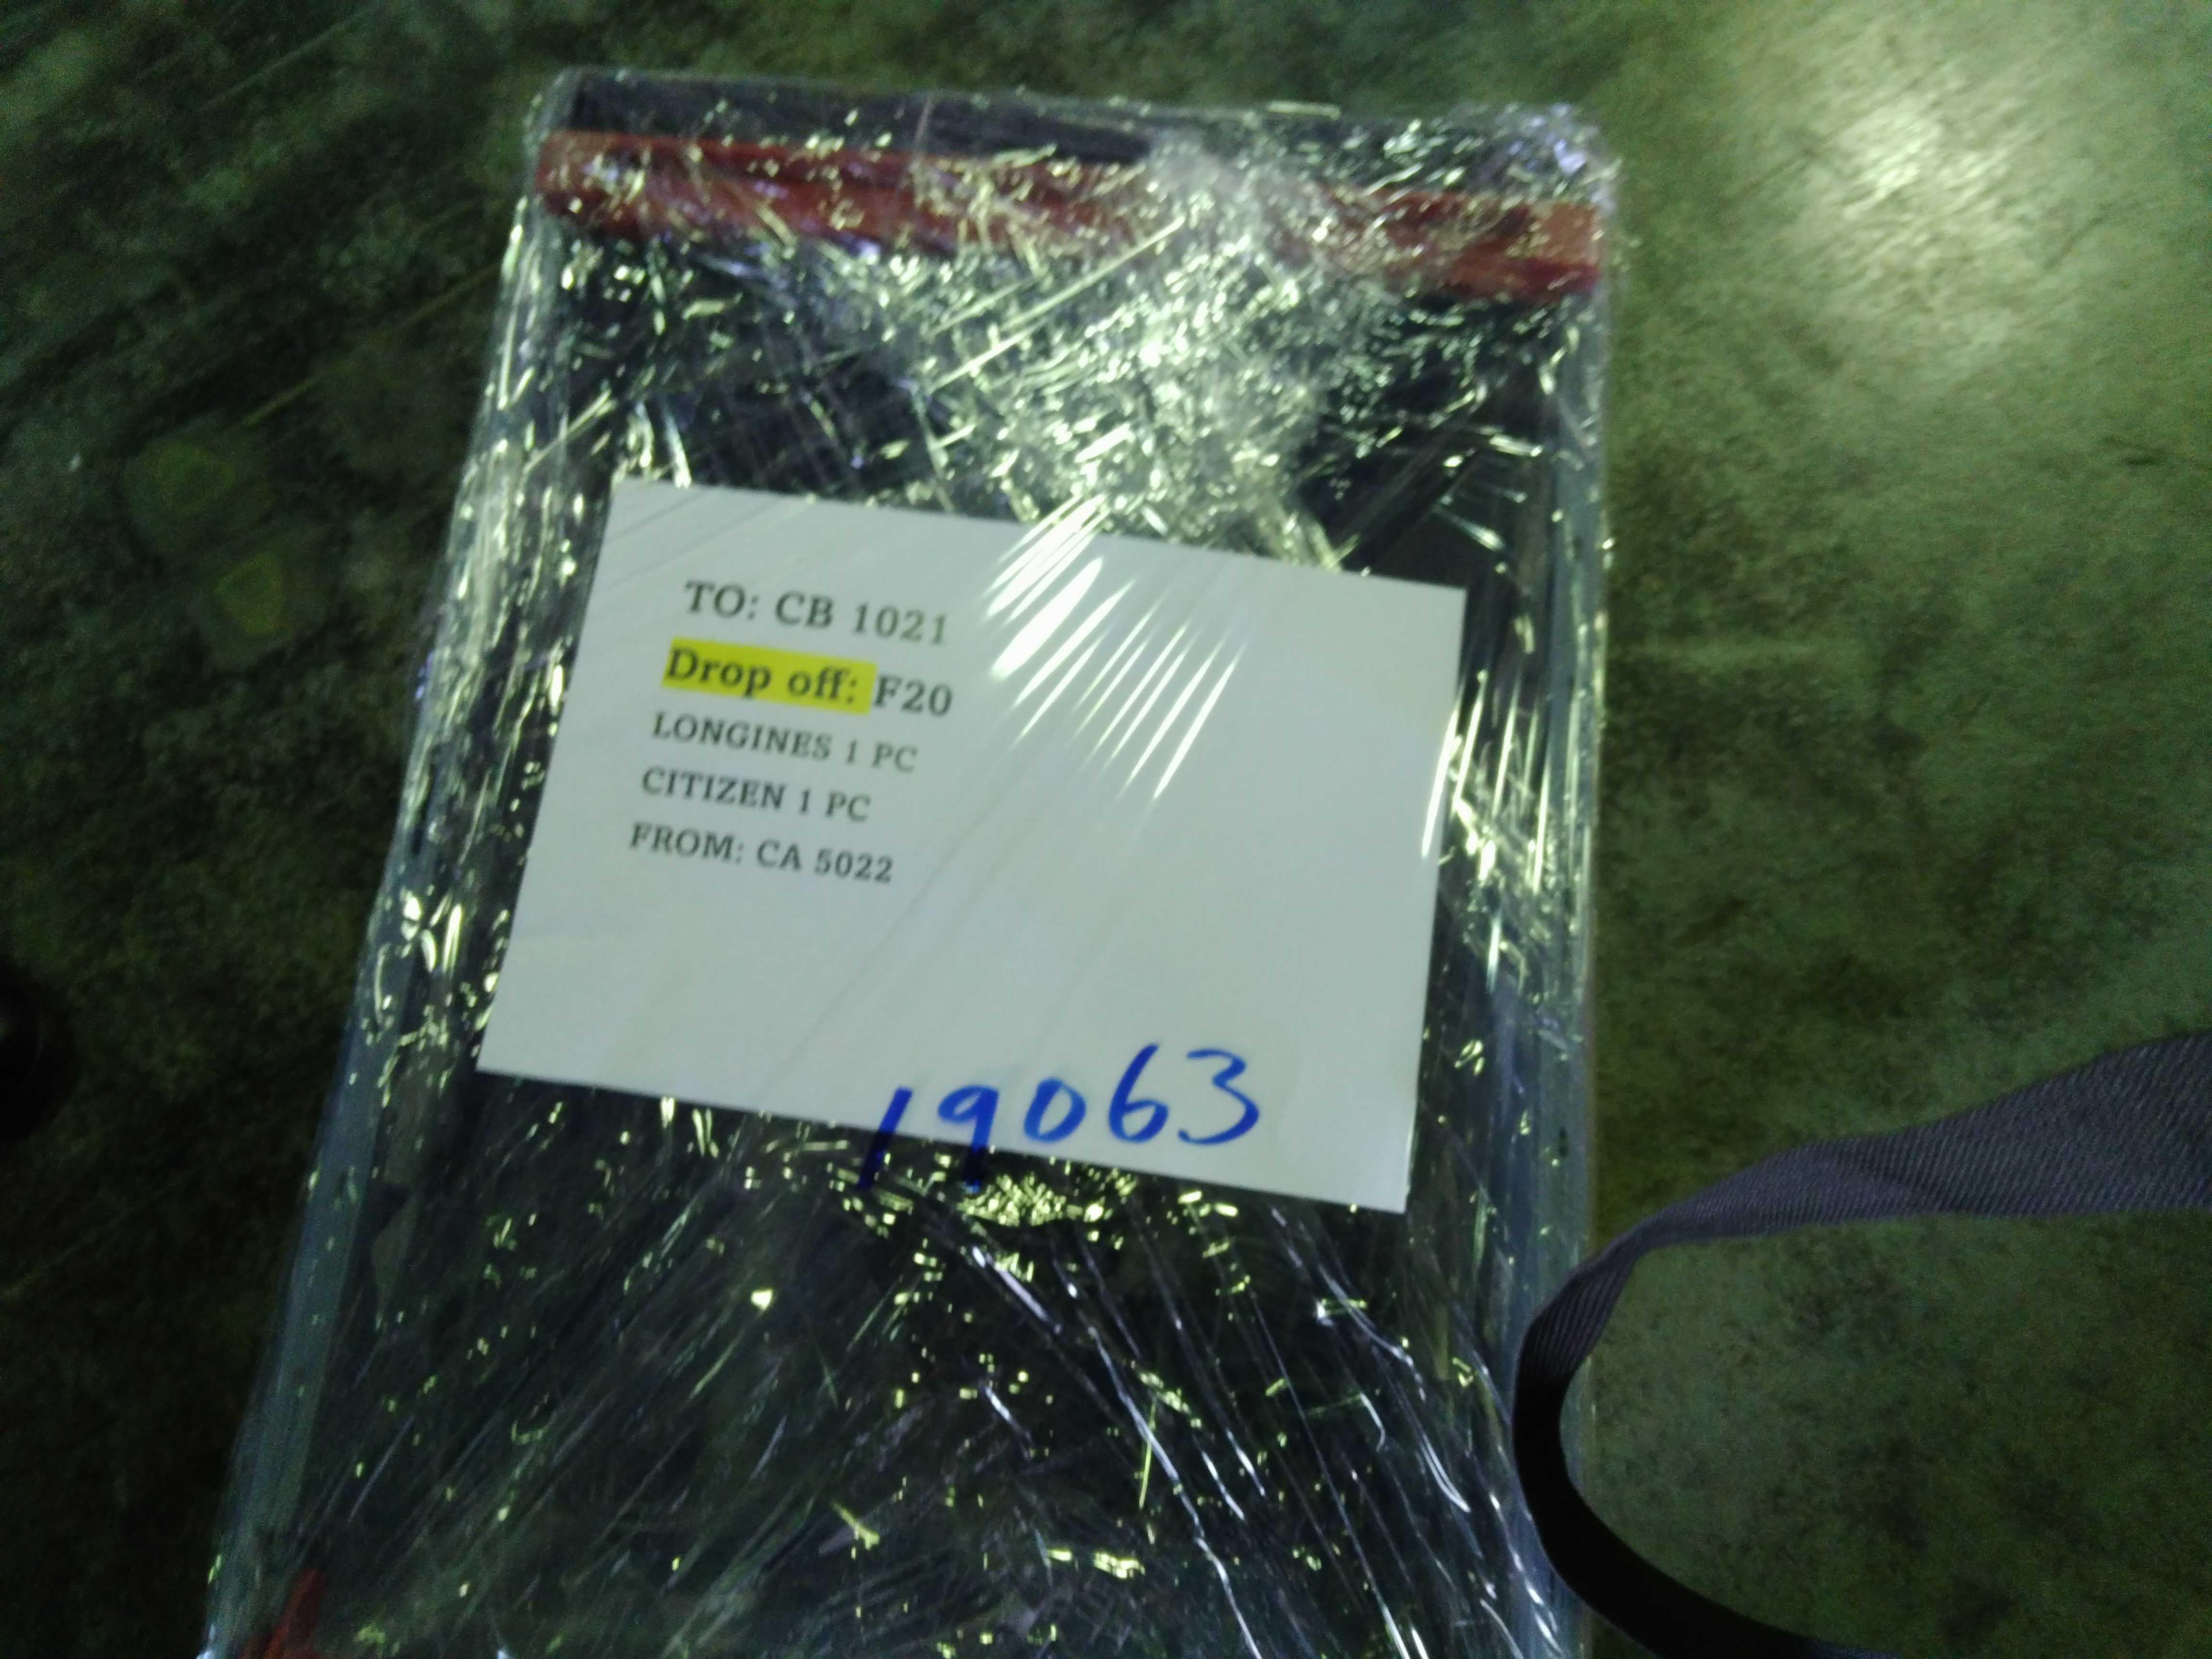 TO: CB 1021
Drop off: F20
LONGINES 1 PC
CITIZEN 1 PC
FROM: CA 5022
19063